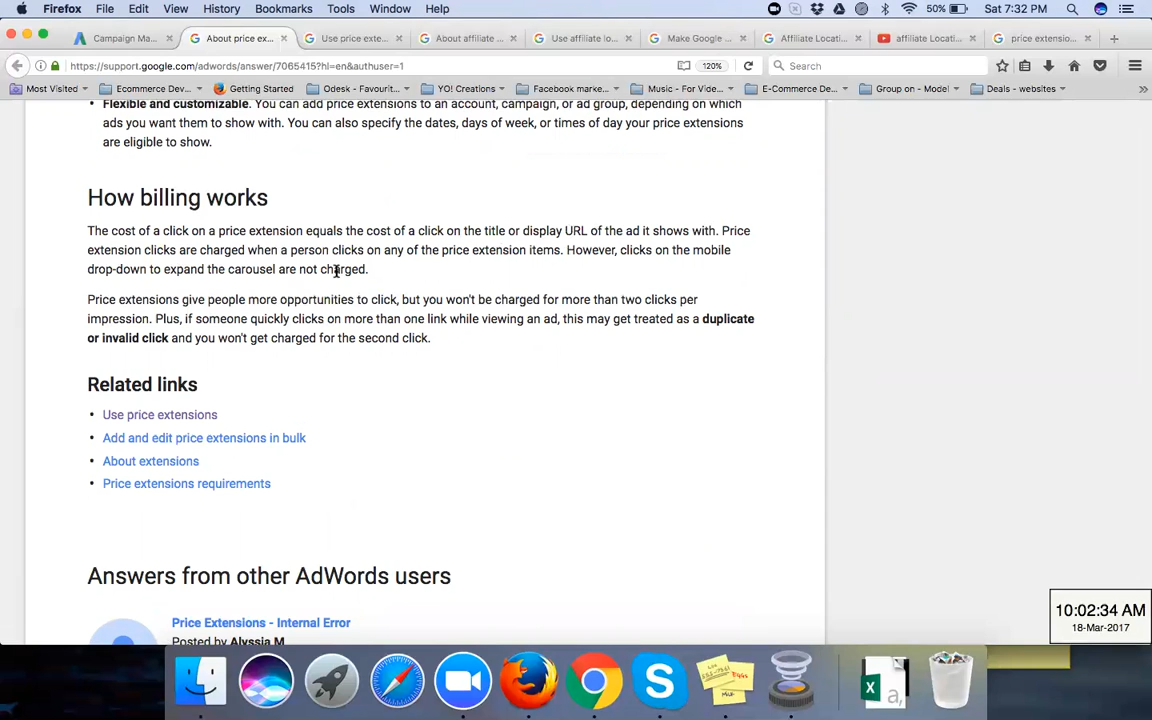 Firefox File Edit View History Bookmarks Tools Window Help 50% Sat 7:32 PM
Campaign Ma... About price ex... Use price exte... About affiliate ... Use affiliate lo... Make Google ... Affiliate Locati... affiliate Locati... price extensio...
https://support.google.com/adwords/answer/7065415?hl=en&authuser=1 120% Search
Most Visited Ecommerce Dev... Getting Started Odesk - Favourit... YO! Creations Facebook marke... Music - For Vide... E-Commerce De... Group on - Model Deals - websites
• Flexible and customizable. You can add price extensions to an account, campaign, or ad group, depending on which
ads you want them to show with. You can also specify the dates, days of week, or times of day your price extensions
are eligible to show.
How billing works
The cost of a click on a price extension equals the cost of a click on the title or display URL of the ad it shows with. Price
extension clicks are charged when a person clicks on any of the price extension items. However, clicks on the mobile
drop-down to expand the carousel are not charged.
Price extensions give people more opportunities to click, but you won't be charged for more than two clicks per
impression. Plus, if someone quickly clicks on more than one link while viewing an ad, this may get treated as a duplicate
or invalid click and you won't get charged for the second click.
Related links
• Use price extensions
• Add and edit price extensions in bulk
• About extensions
• Price extensions requirements
Answers from other AdWords users
Price Extensions - Internal Error
Posted by Alyssia M
10:02:34 AM
18-Mar-2017